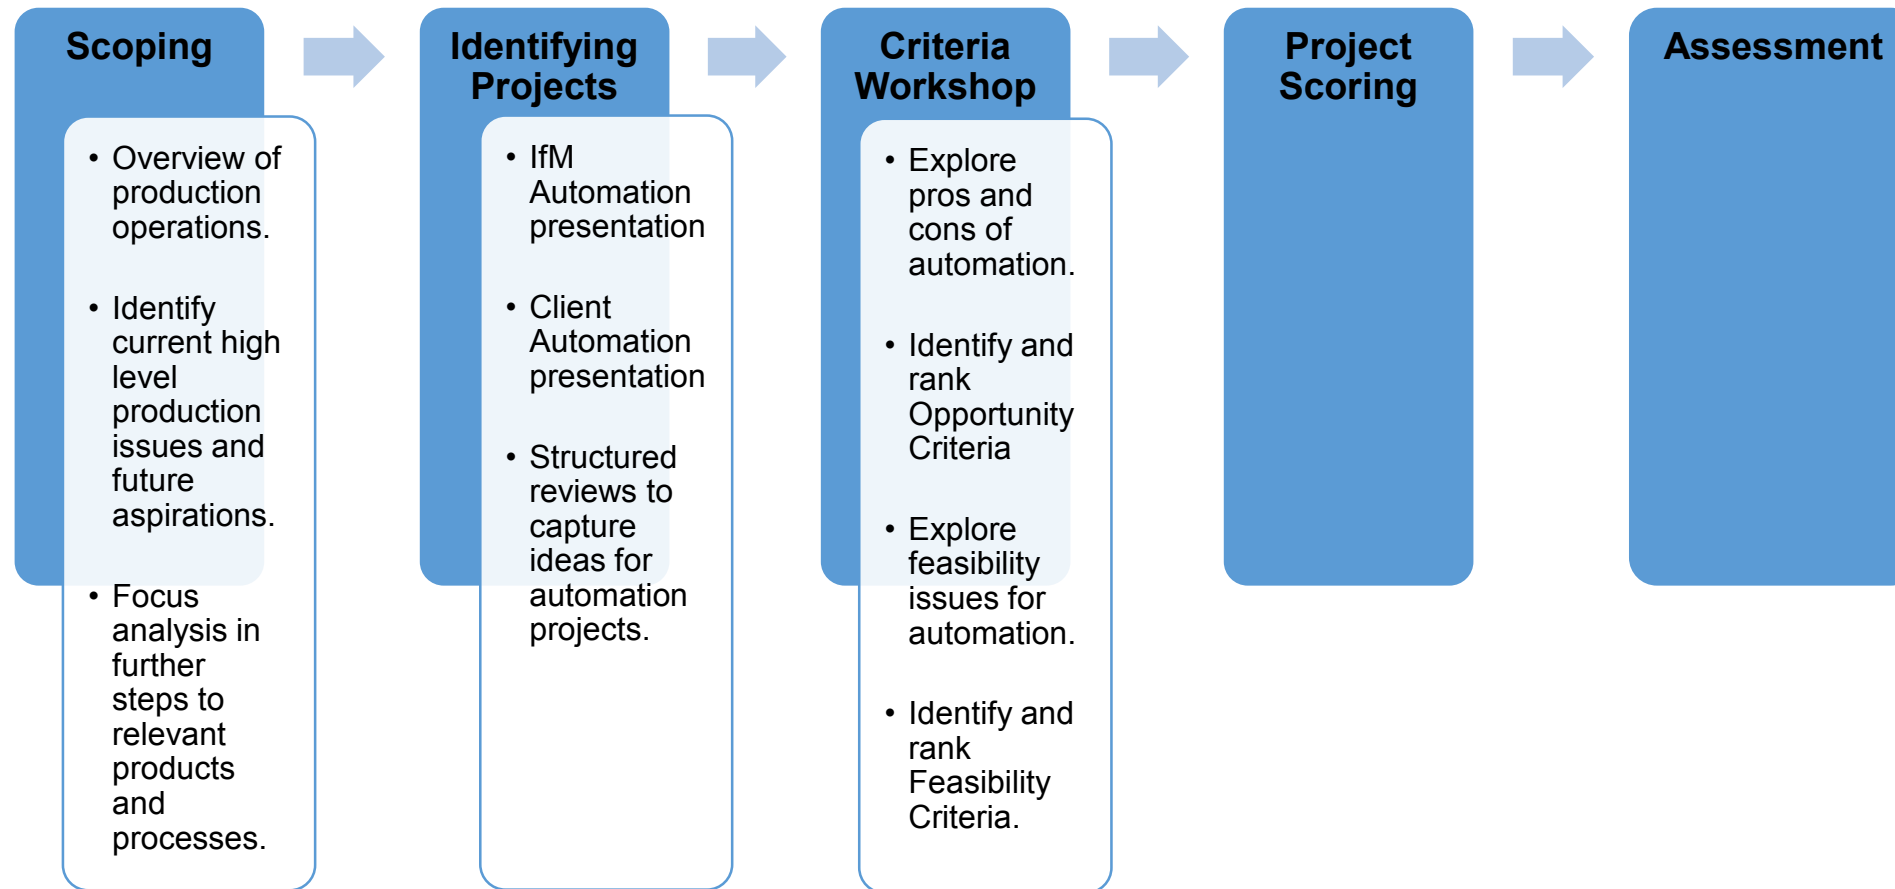 Scoping
• Overview of
production
operations.
• Identify
current high
level
production
issues and
future
aspirations.
• Focus
analysis in
further
steps to
relevant
products
and
processes.
Identifying
Projects
• IfM
Automation
presentation
• Client
Automation
presentation
• Structured
reviews to
capture
ideas for
automation
projects.
Criteria
Workshop
• Explore
pros and
cons of
automation.
• Identify and
rank
Opportunity
Criteria
• Explore
feasibility
issues for
automation.
• Identify and
rank
Feasibility
Criteria.
Project
Scoring
Assessment